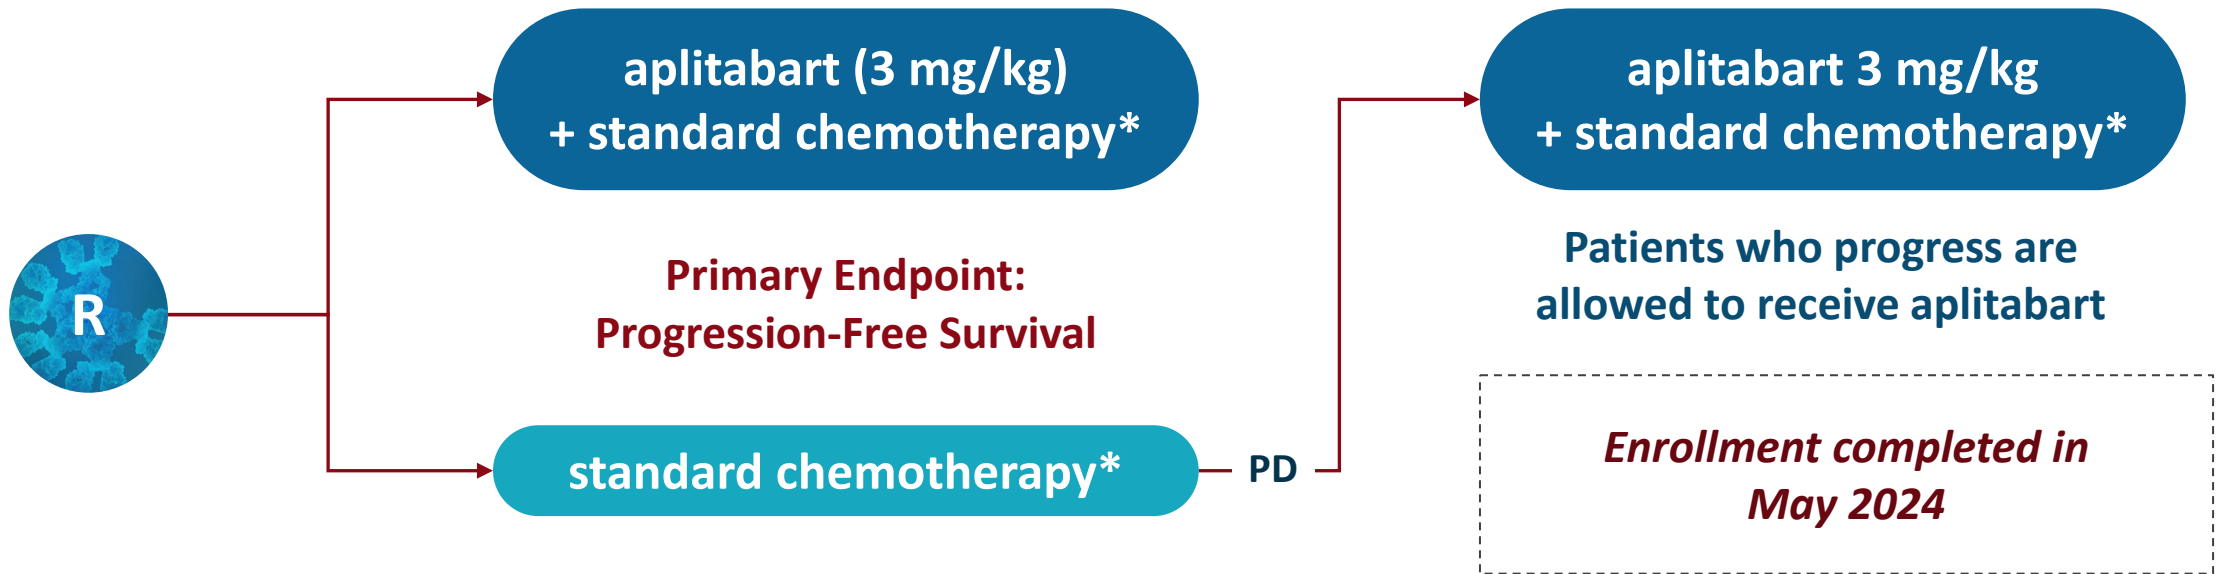 R
aplitabart (3 mg/kg)
+ standard chemotherapy*
Primary Endpoint:
Progression-Free Survival
standard chemotherapy*
PD
aplitabart 3 mg/kg
+ standard chemotherapy*
Patients who progress are
allowed to receive aplitabart
Enrollment completed in
May 2024